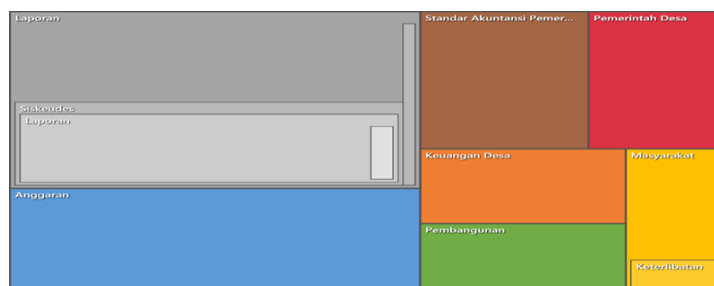 Laporan
Siskeudes
Laporan
Anggaran
Standar Akuntansi Pemer...
Pemerintah Desa
Keuangan Desa
Masyarakat
Pembangunan
Keterlibatan